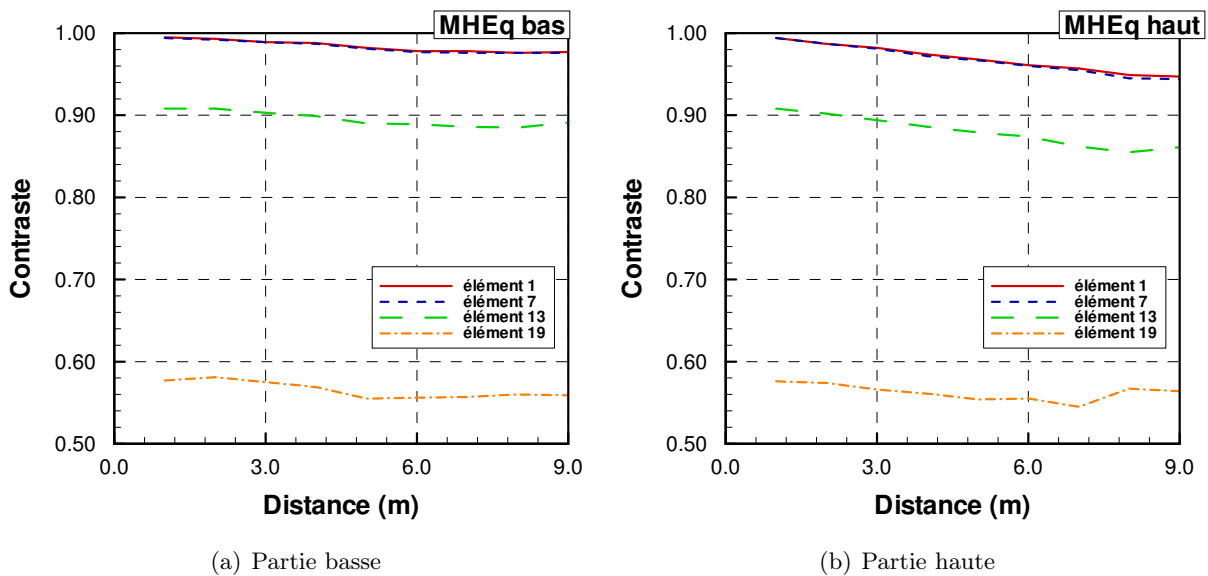 MHEq bas
1.00
0.90
0.80
0.70
0.60
0.50
Contraste
élément 1
élément 7
élément 13
élément 19
0.0 3.0 6.0 9.0
Distance (m)
(a) Partie basse
MHEq haut
1.00
0.90
0.80
0.70
0.60
0.50
Contraste
élément 1
élément 7
élément 13
élément 19
0.0 3.0 6.0 9.0
Distance (m)
(b) Partie haute